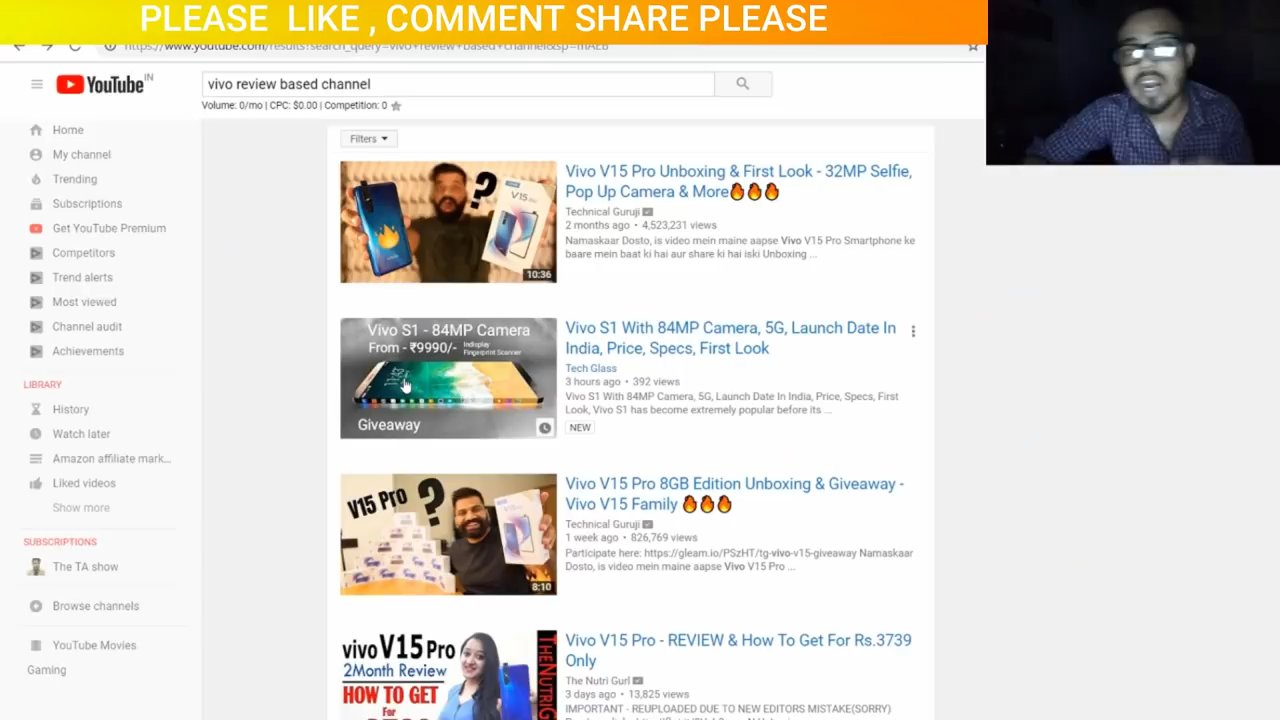 PLEASE LIKE , COMMENT SHARE PLEASE
YouTube IN
vivo review based channel
Volume: 0/mo | CPC: $0.00 | Competition: 0
Home
My channel
Trending
Subscriptions
Get YouTube Premium
Competitors
Trend alerts
Most viewed
Channel audit
Achievements
LIBRARY
History
Watch later
Amazon affiliate mark...
Liked videos
Show more
SUBSCRIPTIONS
The TA show
Browse channels
YouTube Movies
Gaming
Filters
?
V15
10:36
Vivo V15 Pro Unboxing & First Look - 32MP Selfie,
Pop Up Camera & More🔥🔥🔥
Technical Guruji
2 months ago • 4,523,231 views
Namaskaar Dosto, is video mein maine aapse Vivo V15 Pro Smartphone ke
baare mein baat ki hai aur share ki hai iski Unboxing ...
Vivo S1 - 84MP Camera
From - ₹9990/-
Indisplay
Fingerprint Scanner
Giveaway
Vivo S1 With 84MP Camera, 5G, Launch Date In
India, Price, Specs, First Look
Tech Glass
3 hours ago • 392 views
Vivo S1 With 84MP Camera, 5G, Launch Date In India, Price, Specs, First
Look, Vivo S1 has become extremely popular before its ...
NEW
V15 Pro ?
8:10
Vivo V15 Pro 8GB Edition Unboxing & Giveaway -
Vivo V15 Family 🔥🔥🔥
Technical Guruji
1 week ago • 826,769 views
Participate here: https://gleam.io/PSzHT/tg-vivo-v15-giveaway Namaskaar
Dosto, is video mein maine aapse Vivo V15 Pro ...
vivo V15 Pro
2Month Review
HOW TO GET
For
THENUTRIG
Vivo V15 Pro - REVIEW & How To Get For Rs.3739
Only
The Nutri Gurl
3 days ago • 13,825 views
IMPORTANT - REUPLOADED DUE TO NEW EDITORS MISTAKE(SORRY)